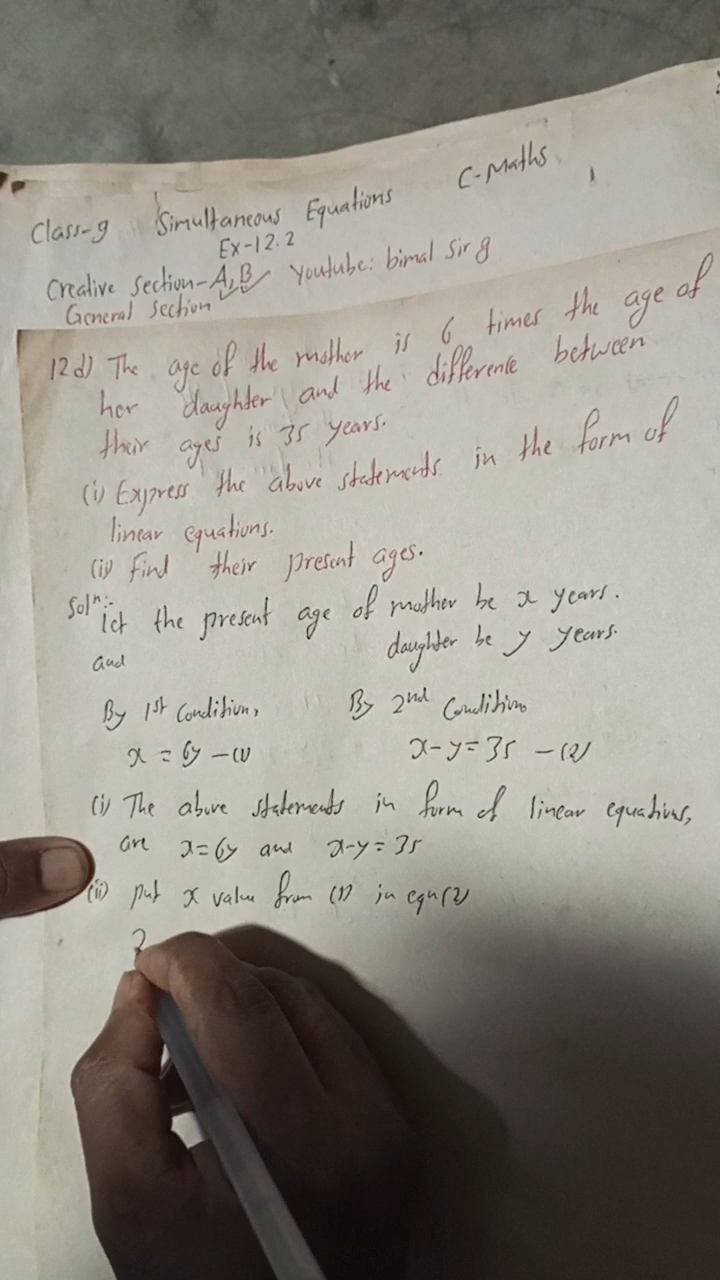 Class-9 Simultaneous Equations C-Maths
Ex-12.2
Creative section-A,B Youtube: bimal Sir g
General section
12 d) The age of the mother is 6 times the age of
her daughter and the difference between
their ages is 35 years.
(i) Express the above statements in the form of
linear equations.
(ii) Find their present ages.
Solⁿ:-
let the present age of mother be x years.
and daughter be y years.
By 1st Condition, By 2nd Condition,
x = 6y -(1) x-y=35 -(2)
(i) The above statements in form of linear equations,
are x=6y and x-y=35
(ii) put x value from (1) in eqn(2)